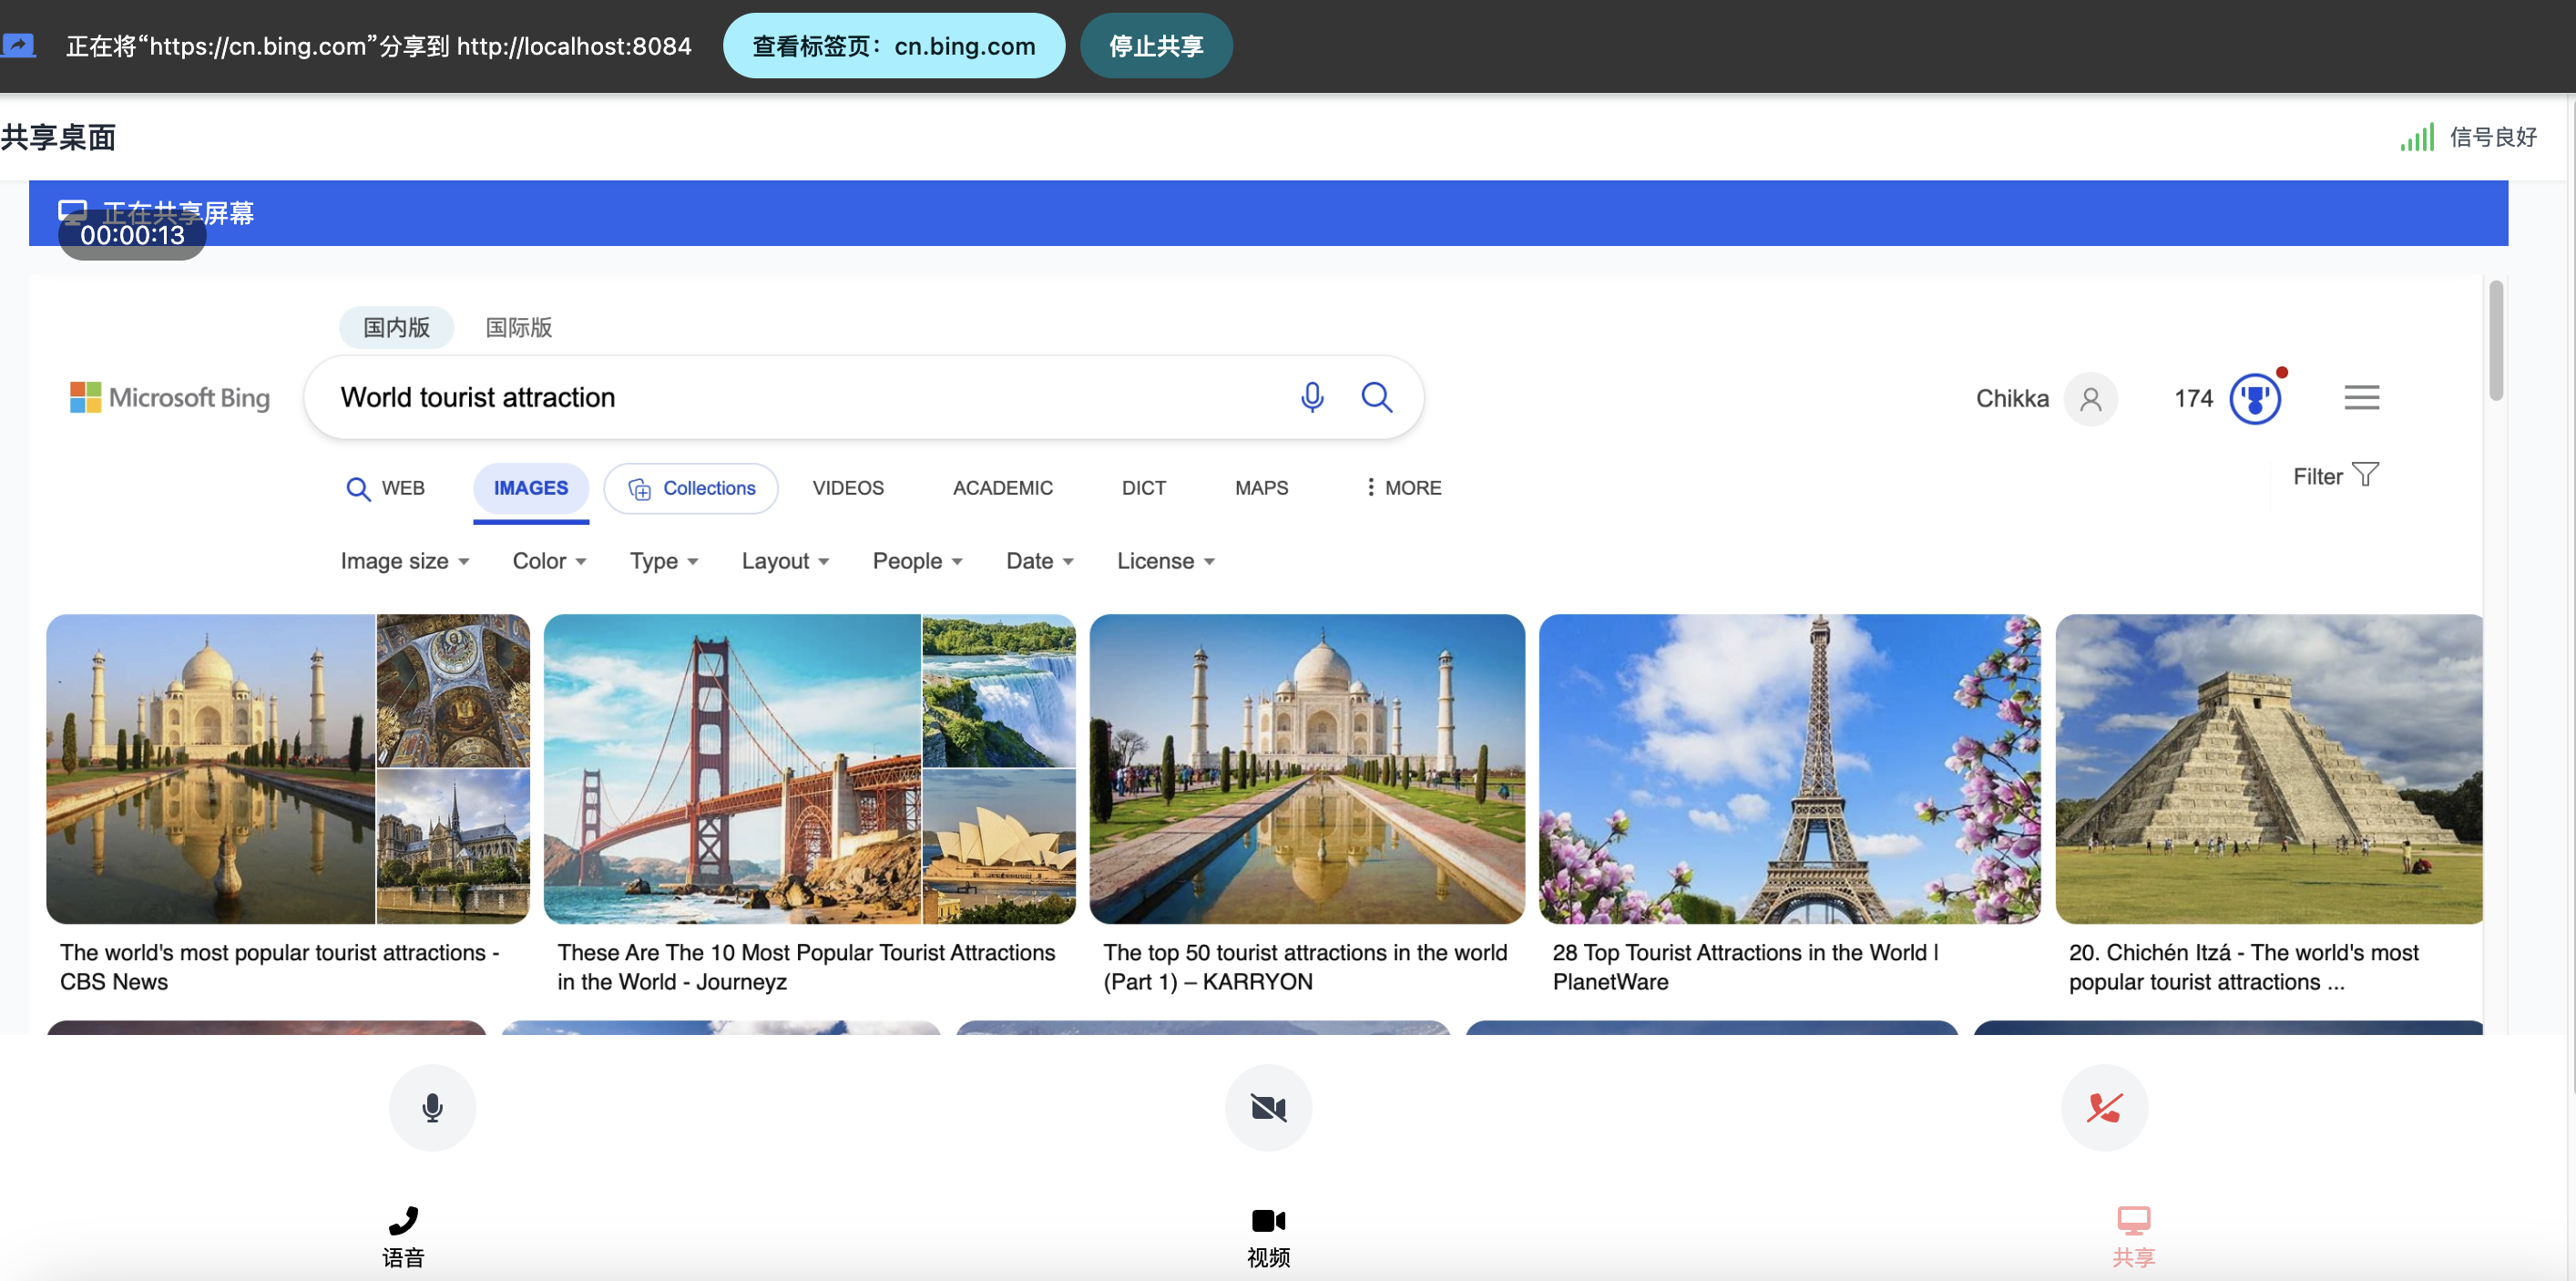 正在将“https://cn.bing.com”分享到 http://localhost:8084
查看标签页：cn.bing.com
停止共享
共享桌面
信号良好
正在共享屏幕
00:00:13
国内版
国际版
Microsoft Bing
World tourist attraction
Chikka
174
WEB
IMAGES
Collections
VIDEOS
ACADEMIC
DICT
MAPS
MORE
Filter
Image size
Color
Type
Layout
People
Date
License
The world's most popular tourist attractions -
CBS News
These Are The 10 Most Popular Tourist Attractions
in the World - Journeyz
The top 50 tourist attractions in the world
(Part 1) – KARRYON
28 Top Tourist Attractions in the World |
PlanetWare
20. Chichén Itzá - The world's most
popular tourist attractions ...
语音
视频
共享